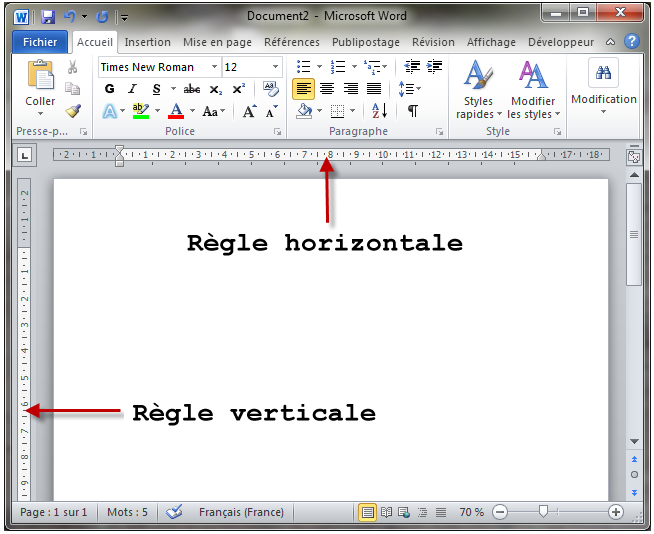 Document2 - Microsoft Word
Fichier Accueil Insertion Mise en page Références Publipostage Révision Affichage Développeur
Times New Roman 12
Coller
G I S abc x₂ x²
Aa A A
Styles rapides
Modifier les styles
Modification
Presse-p... Police Paragraphe Style
2 1 1 2 3 4 5 6 7 8 9 10 11 12 13 14 15 17 18
Règle horizontale
2 1 1 2 3 4 5 6 7 8 9
Règle verticale
Page : 1 sur 1 Mots : 5 Français (France) 70 %